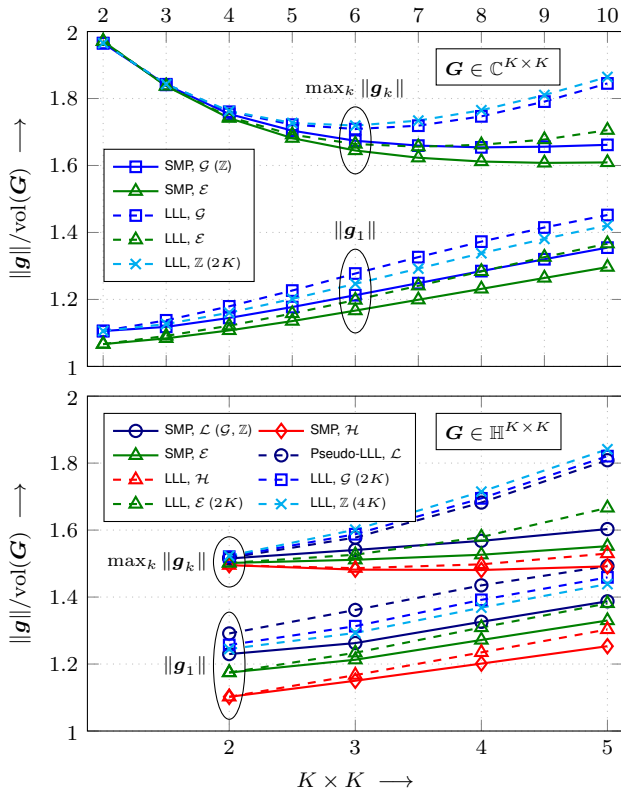 2 3 4 5 6 7 8 9 10
2
1.8
1.6
1.4
1.2
1
‖g‖/vol(G) ⟶
G ∈ ℂ^{K×K}
max_k ‖g_k‖
SMP, 𝒢 (ℤ)
SMP, ℰ
LLL, 𝒢
LLL, ℰ
LLL, ℤ (2K)
‖g_1‖
2
1.8
1.6
1.4
1.2
1
‖g‖/vol(G) ⟶
SMP, ℒ (𝒢, ℤ) SMP, ℋ
SMP, ℰ Pseudo-LLL, ℒ
LLL, ℋ LLL, 𝒢 (2K)
LLL, ℰ (2K) LLL, ℤ (4K)
G ∈ ℍ^{K×K}
max_k ‖g_k‖
‖g_1‖
2 3 4 5
K × K ⟶